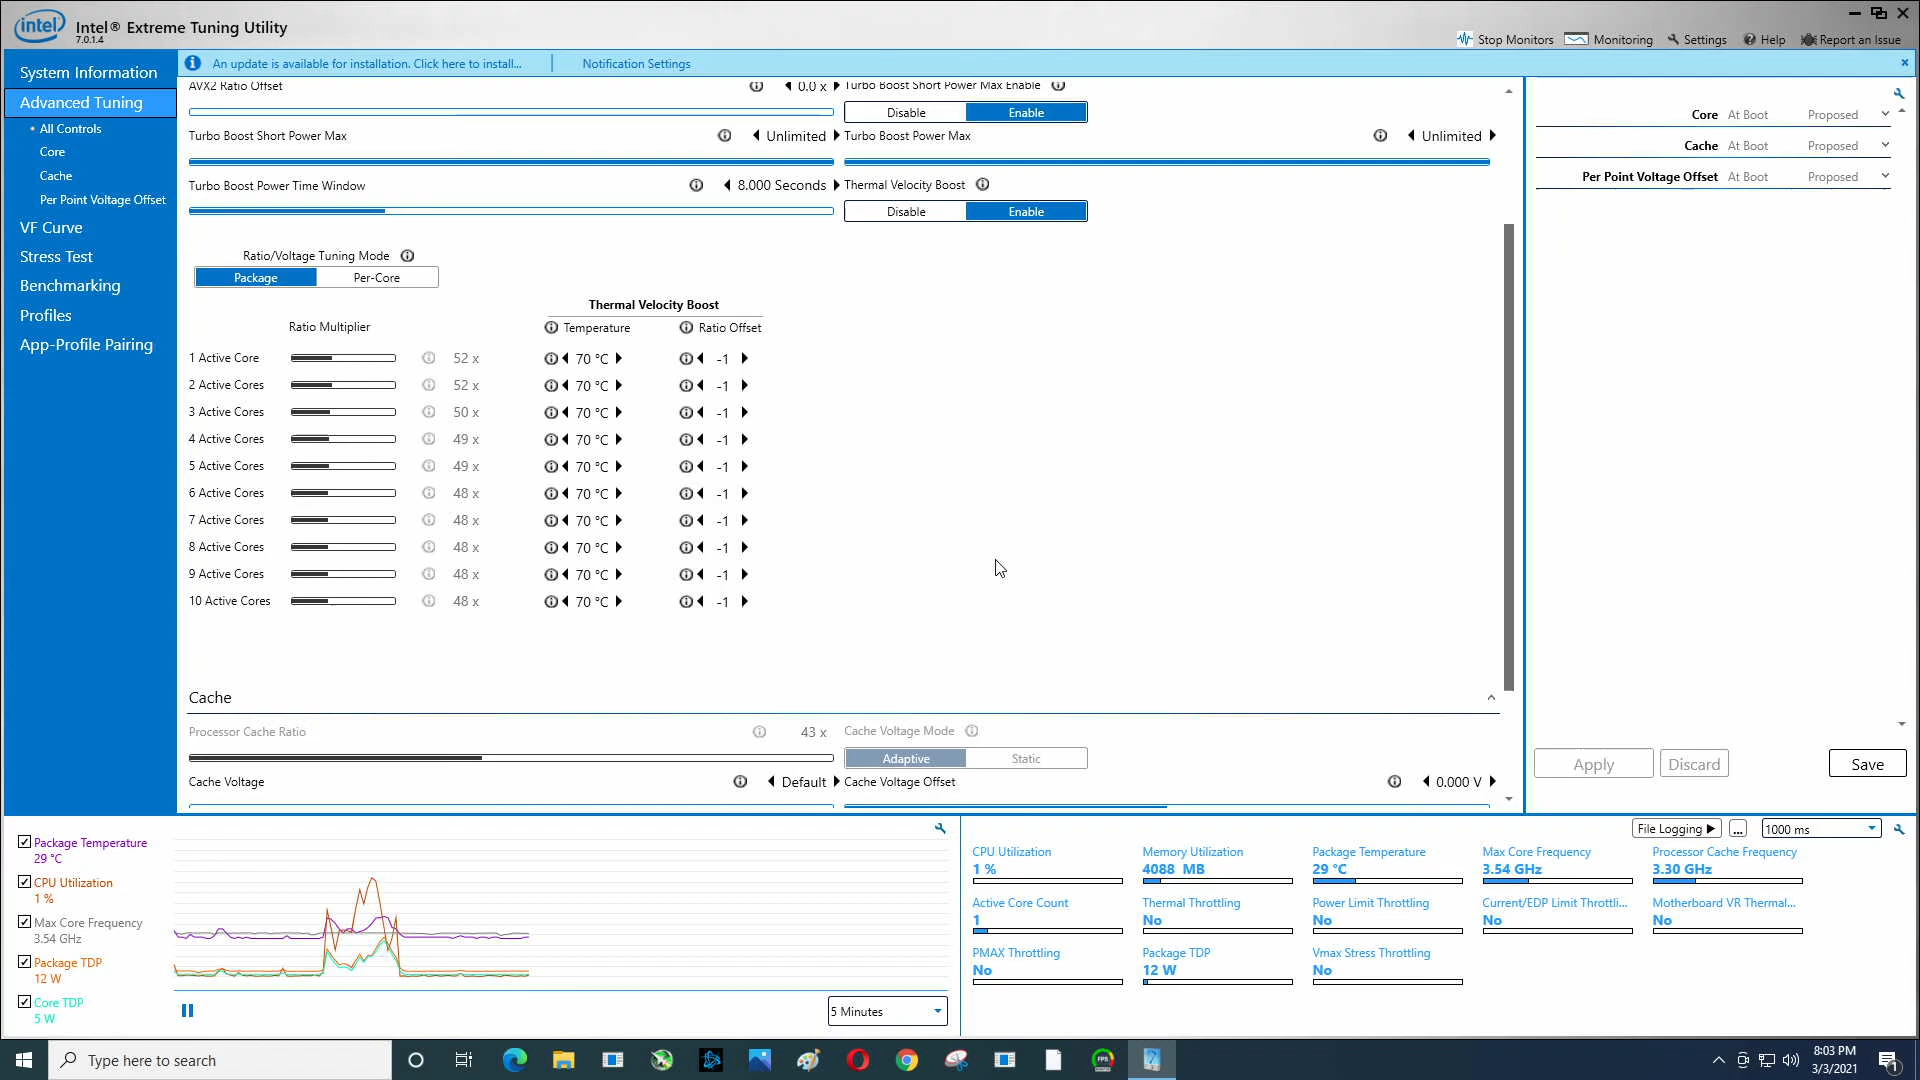 intel
Intel® Extreme Tuning Utility
7.0.1.4
Stop Monitors
Monitoring
Settings
Help
Report an Issue
System Information
Advanced Tuning
• All Controls
Core
Cache
Per Point Voltage Offset
VF Curve
Stress Test
Benchmarking
Profiles
App-Profile Pairing
An update is available for installation. Click here to install...
Notification Settings
AVX2 Ratio Offset
0.0 x
Turbo Boost Short Power Max Enable
Disable Enable
Turbo Boost Short Power Max
Unlimited
Turbo Boost Power Max
Unlimited
Turbo Boost Power Time Window
8.000 Seconds
Thermal Velocity Boost
Disable Enable
Ratio/Voltage Tuning Mode
Package Per-Core
Thermal Velocity Boost
Ratio Multiplier Temperature Ratio Offset
1 Active Core 52 x 70 °C -1
2 Active Cores 52 x 70 °C -1
3 Active Cores 50 x 70 °C -1
4 Active Cores 49 x 70 °C -1
5 Active Cores 49 x 70 °C -1
6 Active Cores 48 x 70 °C -1
7 Active Cores 48 x 70 °C -1
8 Active Cores 48 x 70 °C -1
9 Active Cores 48 x 70 °C -1
10 Active Cores 48 x 70 °C -1
Cache
Processor Cache Ratio
43 x
Cache Voltage Mode
Adaptive Static
Cache Voltage
Default
Cache Voltage Offset
0.000 V
Core At Boot Proposed
Cache At Boot Proposed
Per Point Voltage Offset At Boot Proposed
Apply Discard Save
Package Temperature
29 °C
CPU Utilization
1 %
Max Core Frequency
3.54 GHz
Package TDP
12 W
Core TDP
5 W
5 Minutes
File Logging
...
1000 ms
CPU Utilization
1 %
Memory Utilization
4088 MB
Package Temperature
29 °C
Max Core Frequency
3.54 GHz
Processor Cache Frequency
3.30 GHz
Active Core Count
1
Thermal Throttling
No
Power Limit Throttling
No
Current/EDP Limit Throttli...
No
Motherboard VR Thermal...
No
PMAX Throttling
No
Package TDP
12 W
Vmax Stress Throttling
No
Type here to search
FPS
8:03 PM
3/3/2021
1